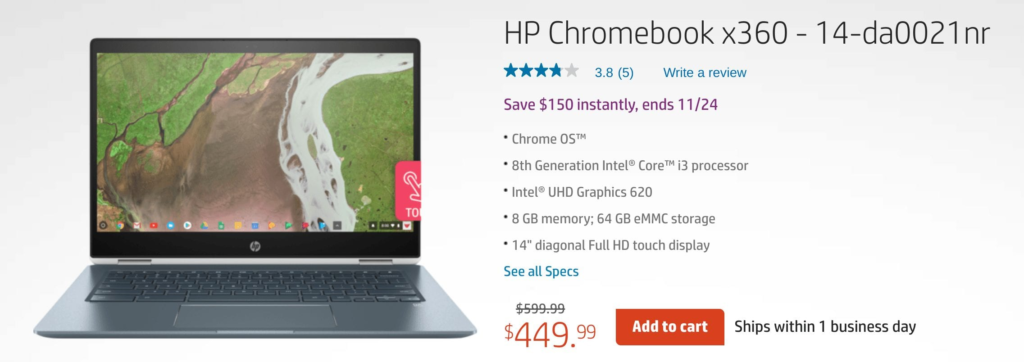 HP Chromebook x360 - 14-da0021nr
3.8 (5) Write a review
Save $150 instantly, ends 11/24
• Chrome OS™
• 8th Generation Intel® Core™ i3 processor
• Intel® UHD Graphics 620
• 8 GB memory; 64 GB eMMC storage
• 14" diagonal Full HD touch display
See all Specs
$599.99
$449.99 Add to cart Ships within 1 business day
hp